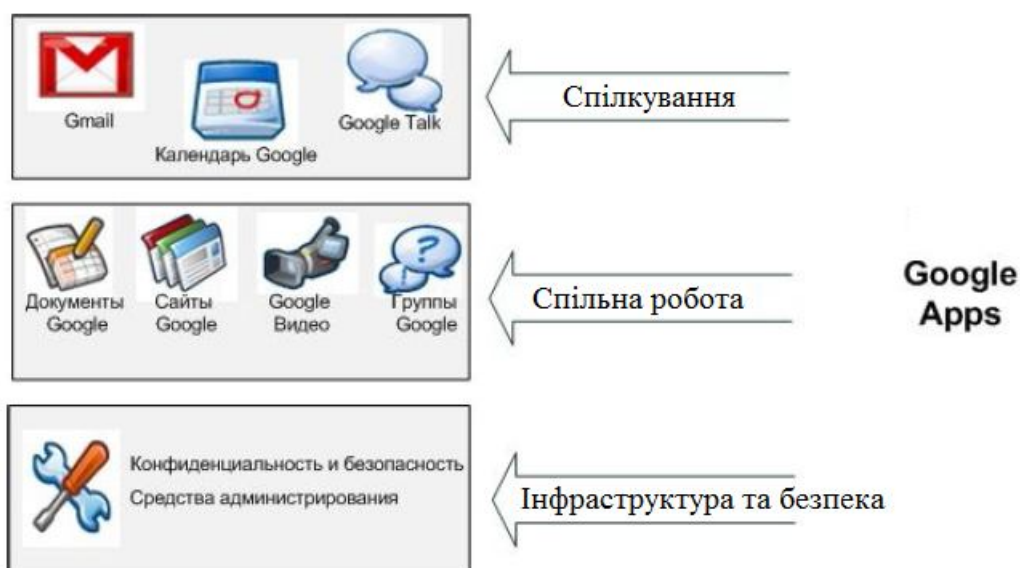 Gmail
Календарь Google
Google Talk
Спілкування
Документы
Google
Сайты
Google
Google
Видео
Группы
Google
Спільна робота
Google
Apps
Конфиденциальность и безопасность
Средства администрирования
Інфраструктура та безпека